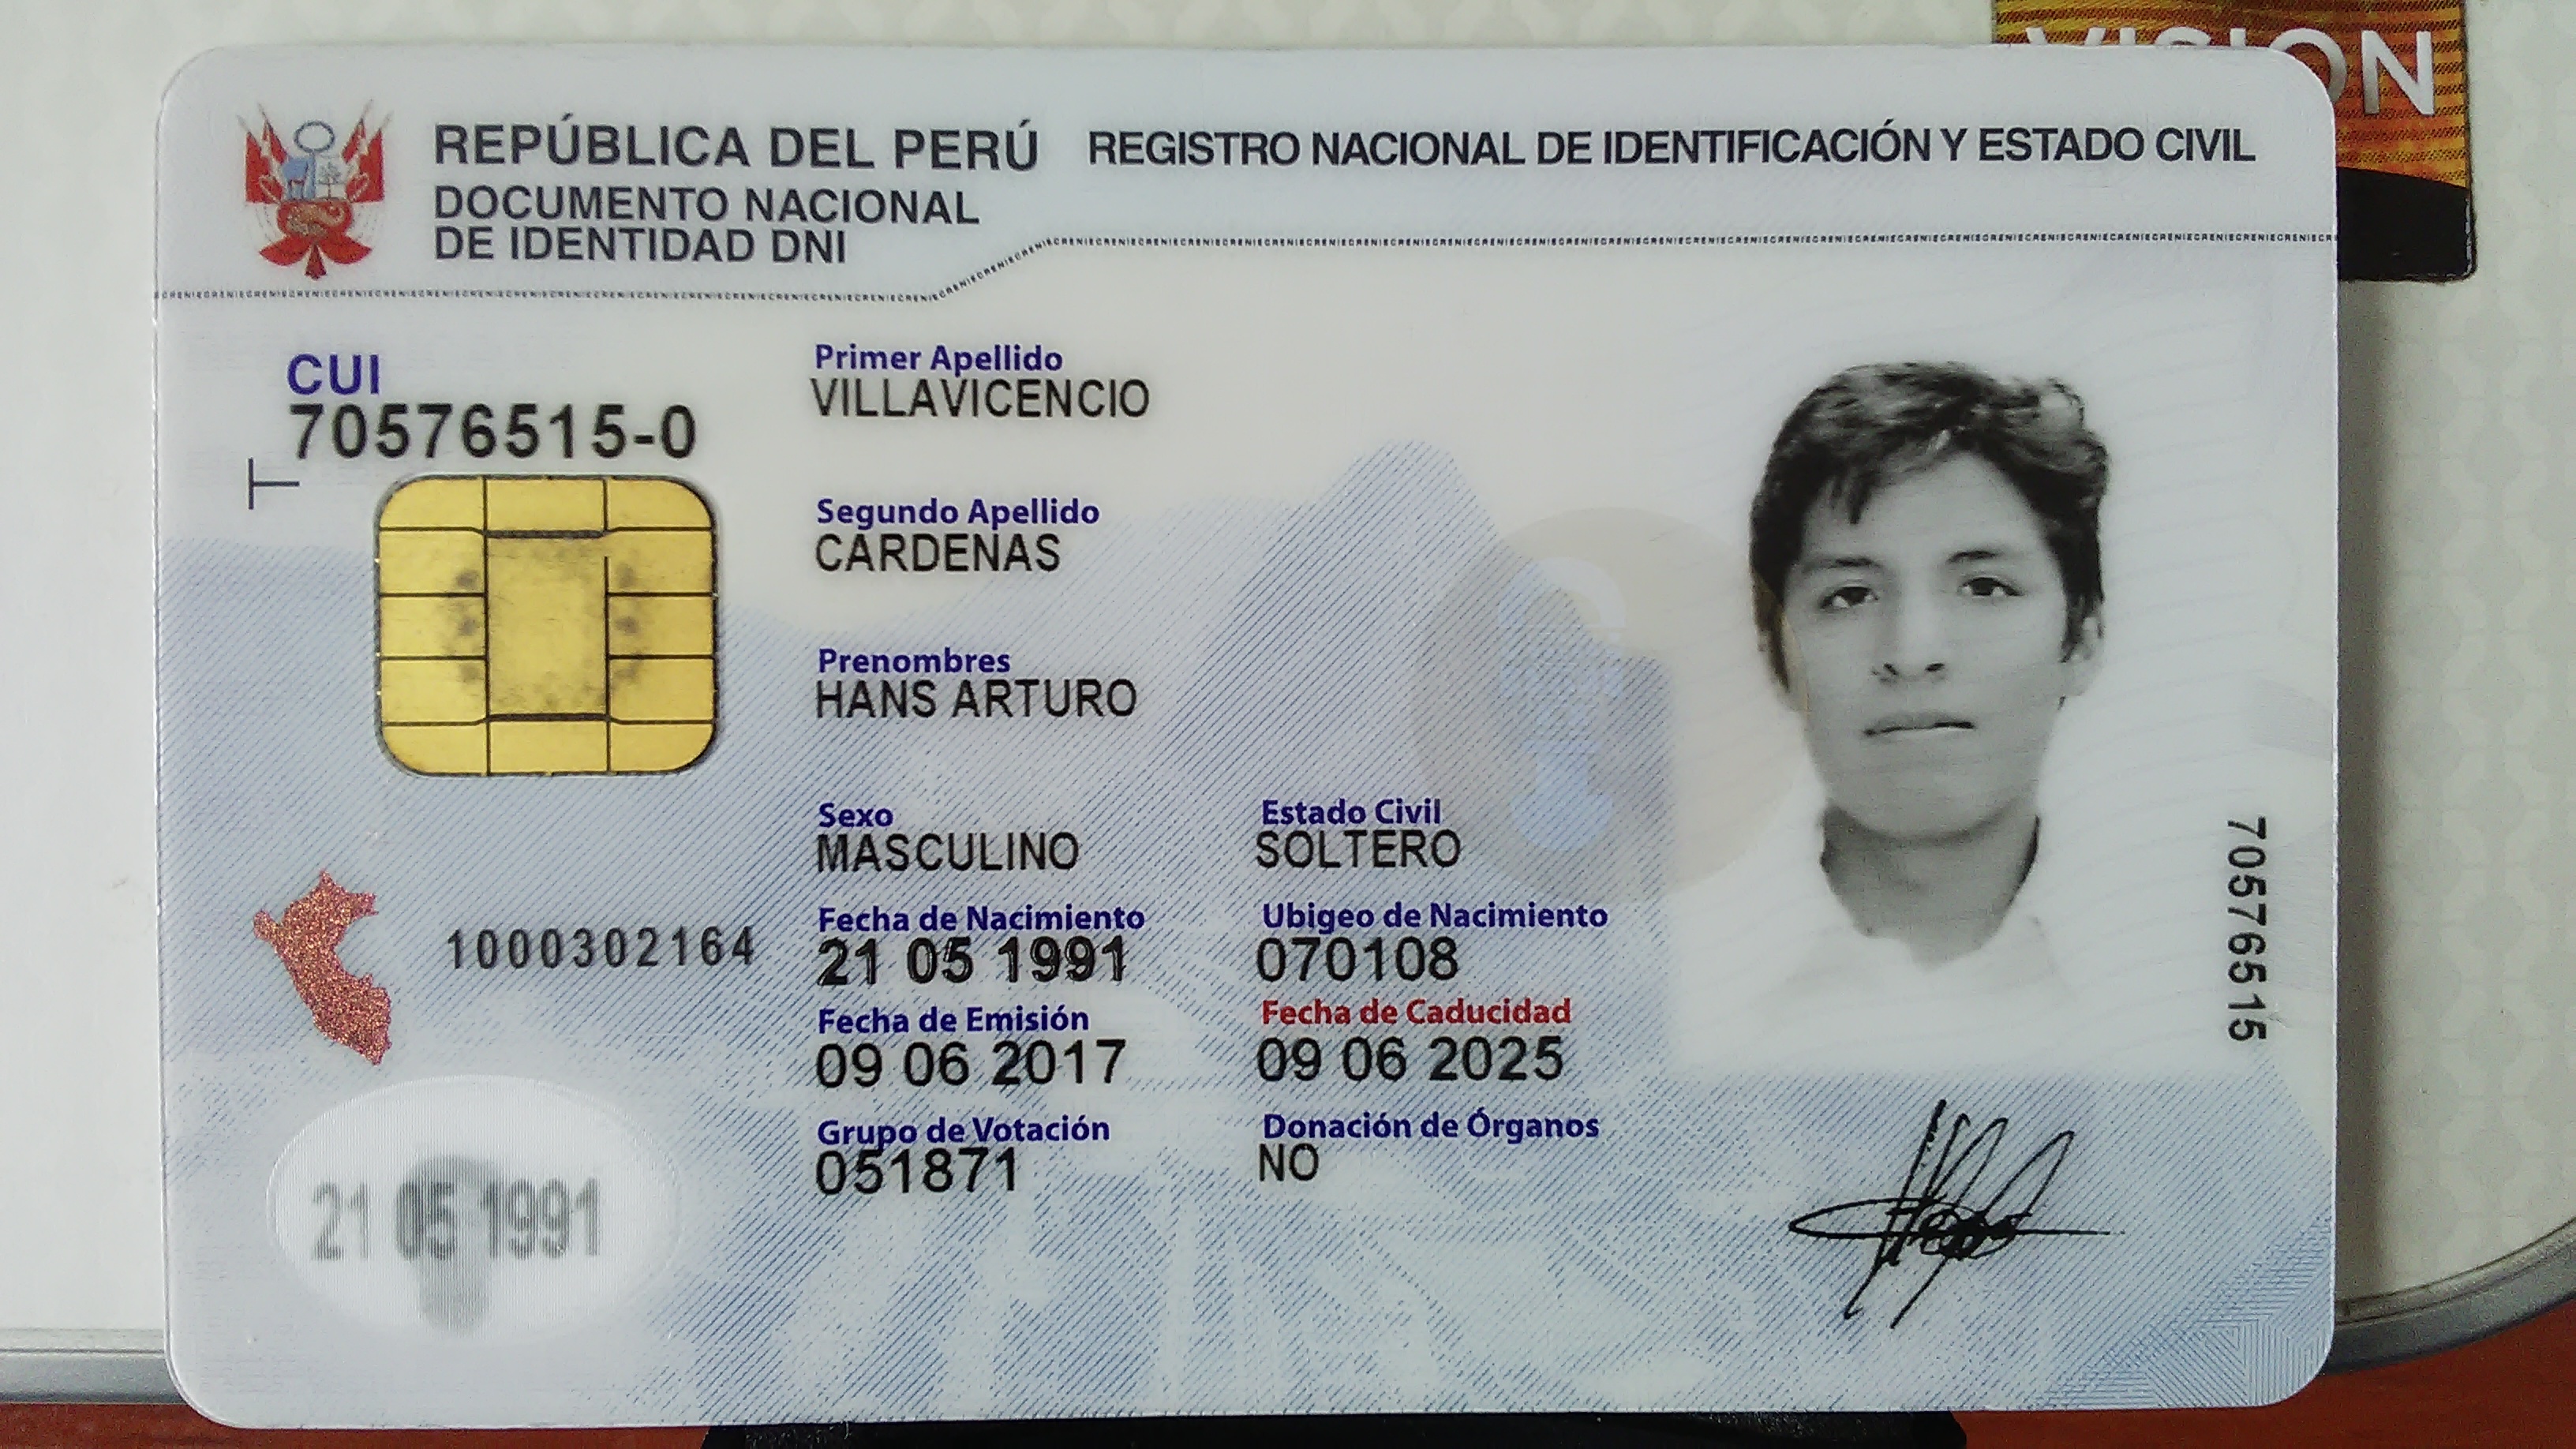 VISION
REPÚBLICA DEL PERÚ
REGISTRO NACIONAL DE IDENTIFICACIÓN Y ESTADO CIVIL
DOCUMENTO NACIONAL
DE IDENTIDAD DNI
CUI
70576515-0
Primer Apellido
VILLAVICENCIO
Segundo Apellido
CARDENAS
Prenombres
HANS ARTURO
Sexo
MASCULINO
Estado Civil
SOLTERO
Fecha de Nacimiento
21 05 1991
Ubigeo de Nacimiento
070108
Fecha de Emisión
09 06 2017
Fecha de Caducidad
09 06 2025
Grupo de Votación
051871
Donación de Órganos
NO
1000302164
21 05 1991
70576515